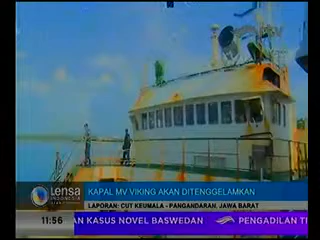 KAPAL MV VIKING AKAN DITENGGELAMKAN
Lensa
INDONESIA
LAPORAN: CUT KEUMALA - PANGANDARAN, JAWA BARAT
11:56
AN KASUS NOVEL BASWEDAN
PENGADILAN T